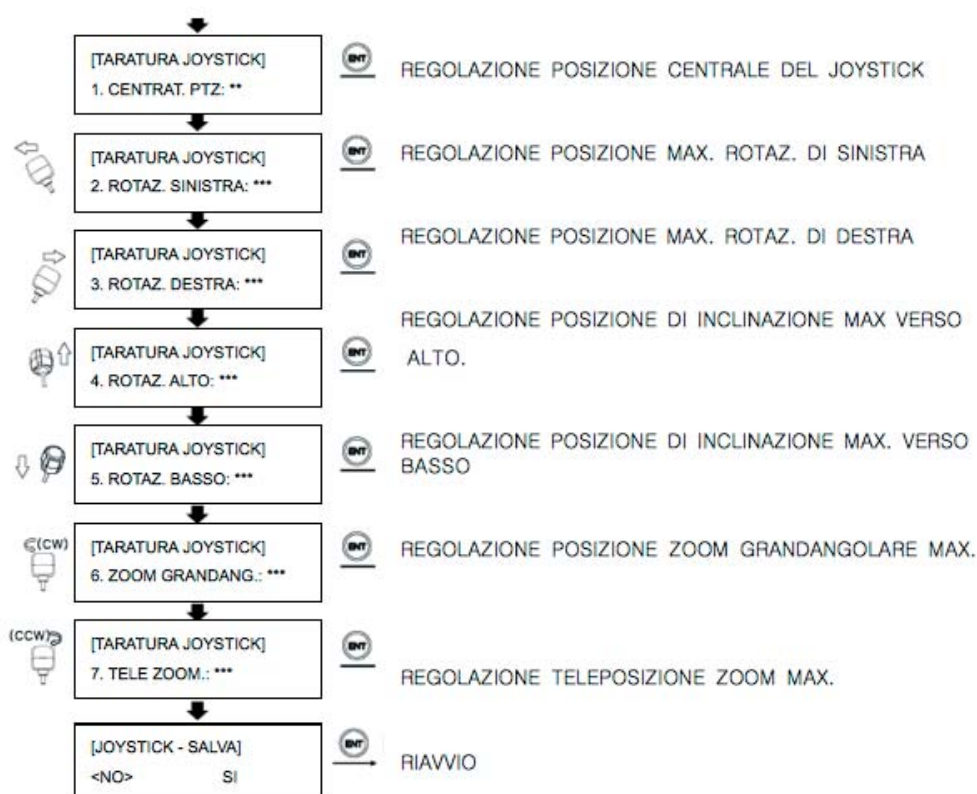 [TARATURA JOYSTICK]
1. CENTRAT. PTZ: **
ENT
REGOLAZIONE POSIZIONE CENTRALE DEL JOYSTICK
[TARATURA JOYSTICK]
2. ROTAZ. SINISTRA: ***
ENT
REGOLAZIONE POSIZIONE MAX. ROTAZ. DI SINISTRA
[TARATURA JOYSTICK]
3. ROTAZ. DESTRA: ***
ENT
REGOLAZIONE POSIZIONE MAX. ROTAZ. DI DESTRA
[TARATURA JOYSTICK]
4. ROTAZ. ALTO: ***
ENT
REGOLAZIONE POSIZIONE DI INCLINAZIONE MAX VERSO
ALTO.
[TARATURA JOYSTICK]
5. ROTAZ. BASSO: ***
ENT
REGOLAZIONE POSIZIONE DI INCLINAZIONE MAX. VERSO
BASSO
(CW)
[TARATURA JOYSTICK]
6. ZOOM GRANDANG.: ***
ENT
REGOLAZIONE POSIZIONE ZOOM GRANDANGOLARE MAX.
(CCW)
[TARATURA JOYSTICK]
7. TELE ZOOM.: ***
ENT
REGOLAZIONE TELEPOSIZIONE ZOOM MAX.
[JOYSTICK - SALVA]
<NO> SI
ENT
RIAVVIO